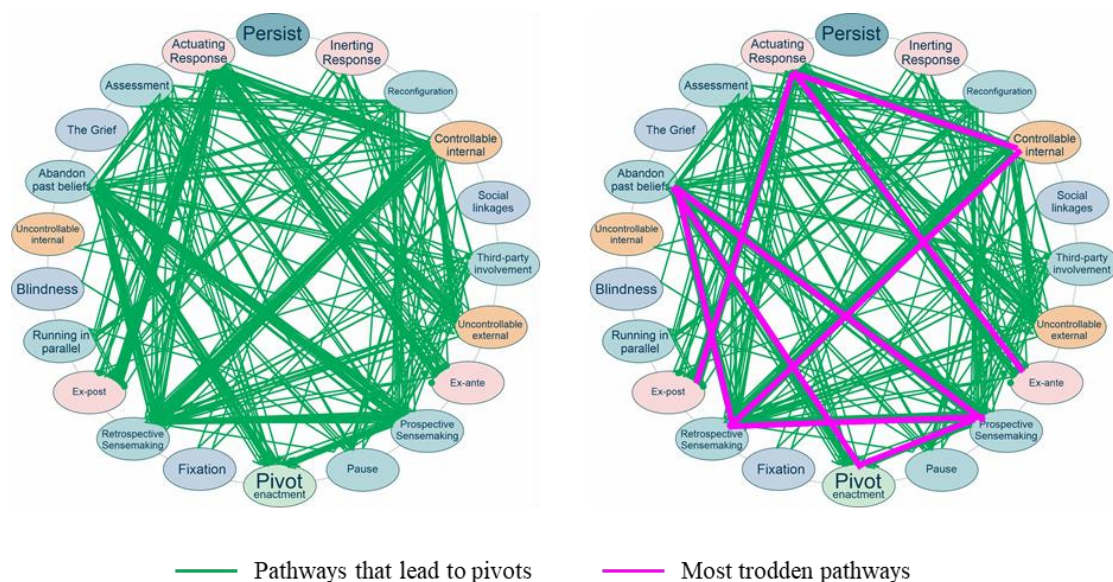 Persist
Actuating
Response
Inerting
Response
Assessment
Reconfiguration
The Grief
Controllable
internal
Abandon
past beliefs
Social
linkages
Uncontrollable
internal
Third-party
involvement
Blindness
Uncontrollable
external
Running in
parallel
Ex-post
Ex-ante
Retrospective
Sensemaking
Prospective
Sensemaking
Fixation
Pause
Pivot
enactment
Persist
Actuating
Response
Inerting
Response
Assessment
Reconfiguration
The Grief
Controllable
internal
Abandon
past beliefs
Social
linkages
Uncontrollable
internal
Third-party
involvement
Blindness
Uncontrollable
external
Running in
parallel
Ex-post
Ex-ante
Retrospective
Sensemaking
Prospective
Sensemaking
Fixation
Pause
Pivot
enactment
Pathways that lead to pivots
Most trodden pathways